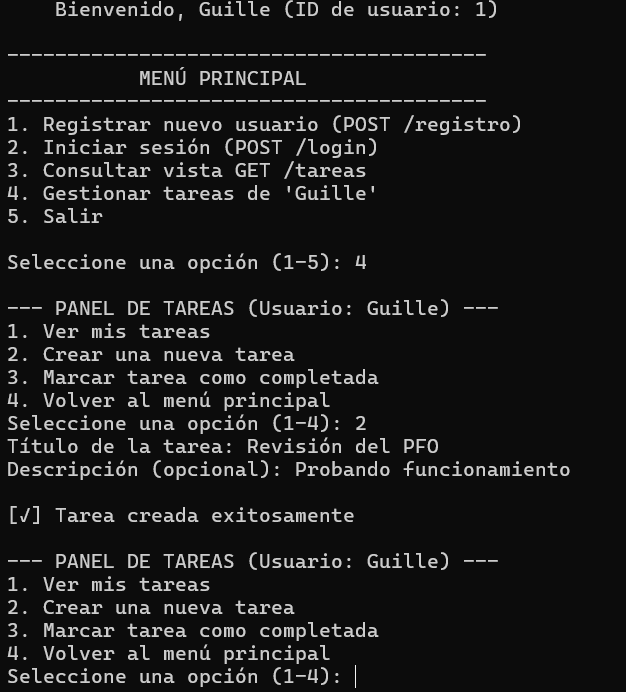 Bienvenido, Guille (ID de usuario: 1)
----------------------------------------
MENÚ PRINCIPAL
----------------------------------------
1. Registrar nuevo usuario (POST /registro)
2. Iniciar sesión (POST /login)
3. Consultar vista GET /tareas
4. Gestionar tareas de 'Guille'
5. Salir
Seleccione una opción (1-5): 4
--- PANEL DE TAREAS (Usuario: Guille) ---
1. Ver mis tareas
2. Crear una nueva tarea
3. Marcar tarea como completada
4. Volver al menú principal
Seleccione una opción (1-4): 2
Título de la tarea: Revisión del PFO
Descripción (opcional): Probando funcionamiento
[√] Tarea creada exitosamente
--- PANEL DE TAREAS (Usuario: Guille) ---
1. Ver mis tareas
2. Crear una nueva tarea
3. Marcar tarea como completada
4. Volver al menú principal
Seleccione una opción (1-4):